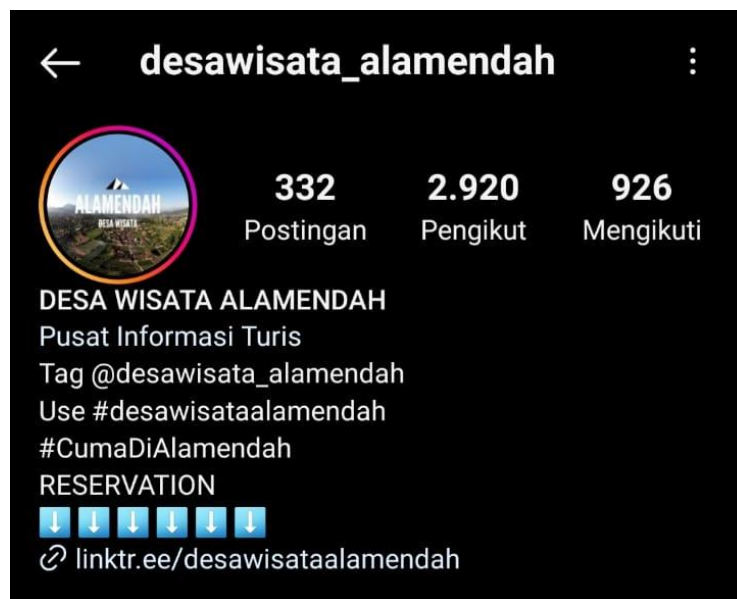 desawisata_alamendah
ALAMENDAH
DESA WISATA
332 2.920 926
Postingan Pengikut Mengikuti
DESA WISATA ALAMENDAH
Pusat Informasi Turis
Tag @desawisata_alamendah
Use #desawisataalamendah
#CumaDiAlamendah
RESERVATION
⬇️⬇️⬇️⬇️⬇️⬇️
linktr.ee/desawisataalamendah